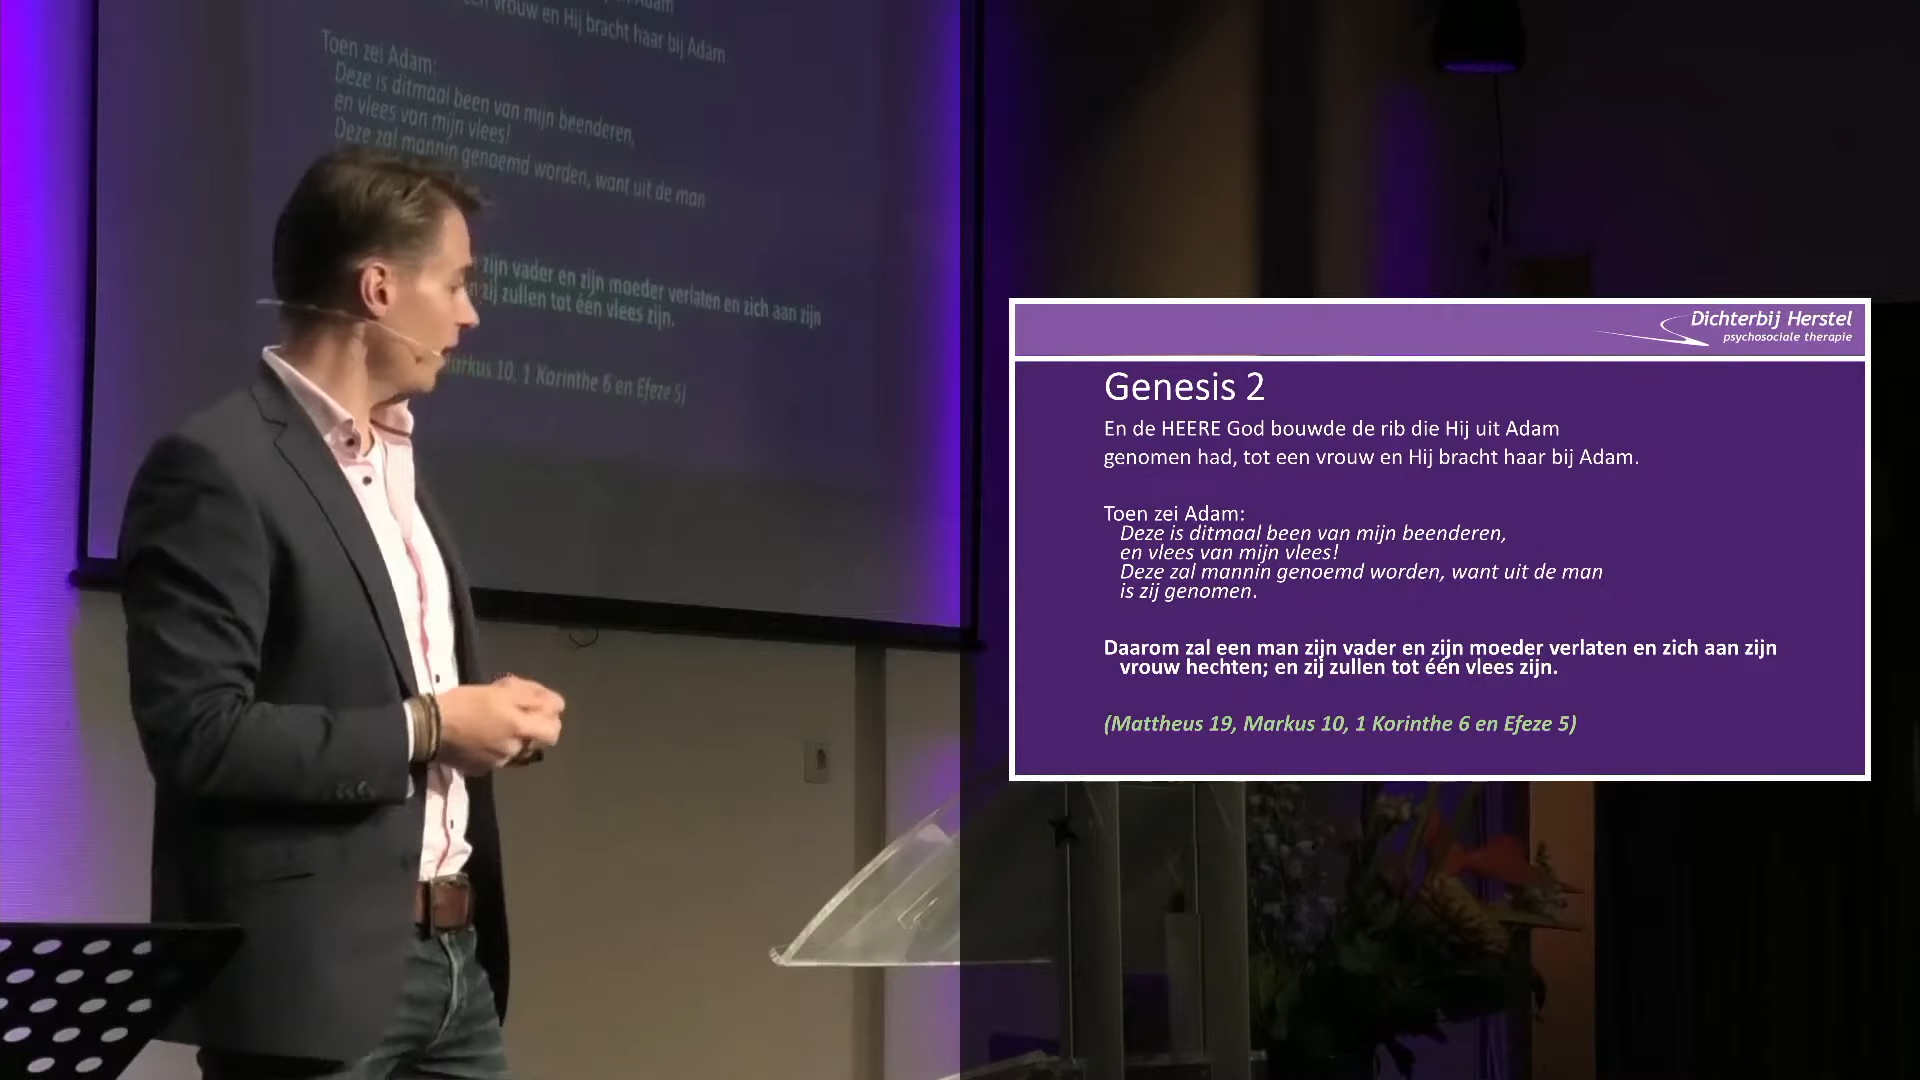 Adam
vrouw en Hij bracht haar bij Adam
Toen zei Adam:
Deze is ditmaal been van mijn beenderen,
en vlees van mijn vlees!
Deze zal mannin genoemd worden, want uit de man
zijn vader en zijn moeder verlaten en zich aan zijn
zij zullen tot één vlees zijn.
Markus 10, 1 Korinthe 6 en Efeze 5)
Dichterbij Herstel
psychosociale therapie
Genesis 2
En de HEERE God bouwde de rib die Hij uit Adam
genomen had, tot een vrouw en Hij bracht haar bij Adam.
Toen zei Adam:
Deze is ditmaal been van mijn beenderen,
en vlees van mijn vlees!
Deze zal mannin genoemd worden, want uit de man
is zij genomen.
Daarom zal een man zijn vader en zijn moeder verlaten en zich aan zijn
vrouw hechten; en zij zullen tot één vlees zijn.
(Mattheus 19, Markus 10, 1 Korinthe 6 en Efeze 5)